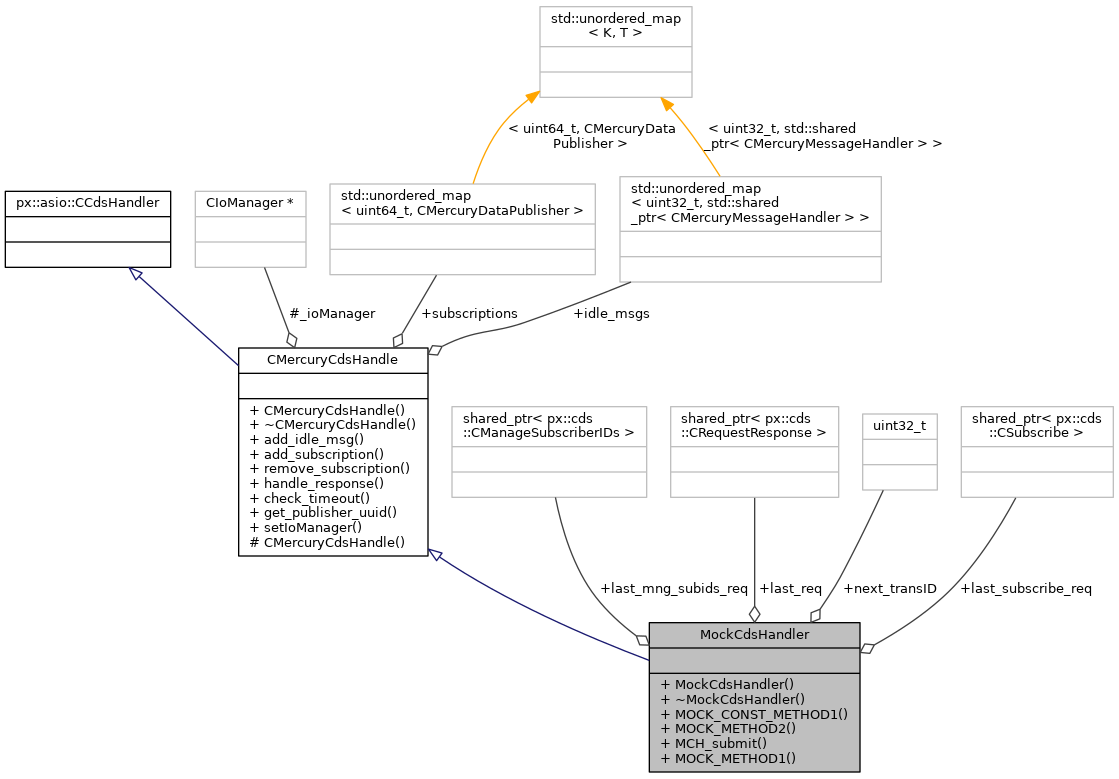 std::unordered_map
< K, T >
< uint64_t, CMercuryData
Publisher >
< uint32_t, std::shared
_ptr< CMercuryMessageHandler > >
px::asio::CCdsHandler
CIoManager *
std::unordered_map
< uint64_t, CMercuryDataPublisher >
std::unordered_map
< uint32_t, std::shared
_ptr< CMercuryMessageHandler > >
#_ioManager
+subscriptions
+idle_msgs
CMercuryCdsHandle
+ CMercuryCdsHandle()
+ ~CMercuryCdsHandle()
+ add_idle_msg()
+ add_subscription()
+ remove_subscription()
+ handle_response()
+ check_timeout()
+ get_publisher_uuid()
+ setIoManager()
# CMercuryCdsHandle()
shared_ptr< px::cds
::CManageSubscriberIDs >
shared_ptr< px::cds
::CRequestResponse >
uint32_t
shared_ptr< px::cds
::CSubscribe >
+last_mng_subids_req
+last_req
+next_transID
+last_subscribe_req
MockCdsHandler
+ MockCdsHandler()
+ ~MockCdsHandler()
+ MOCK_CONST_METHOD1()
+ MOCK_METHOD2()
+ MCH_submit()
+ MOCK_METHOD1()